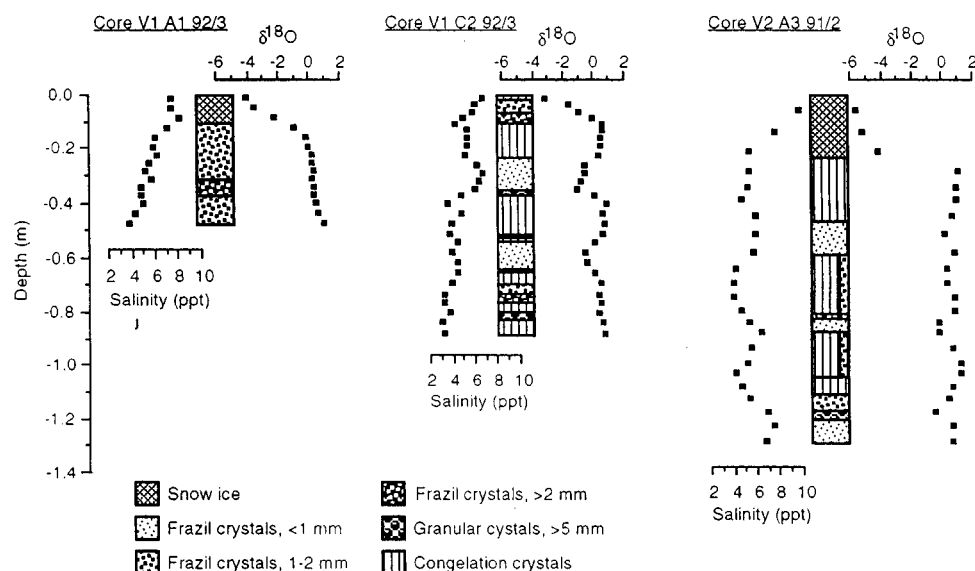 Core V1 A1 92/3
Core V1 C2 92/3
Core V2 A3 91/2
δ18O
δ18O
δ18O
-6 -4 -2 0 2
-6 -4 -2 0 2
-6 -4 -2 0 2
0.0
-0.2
-0.4
-0.6
-0.8
-1.0
-1.2
-1.4
Depth (m)
2 4 6 8 10
Salinity (ppt)
2 4 6 8 10
Salinity (ppt)
2 4 6 8 10
Salinity (ppt)
Snow ice
Frazil crystals, <1 mm
Frazil crystals, 1-2 mm
Frazil crystals, >2 mm
Granular cystals, >5 mm
Congelation crystals